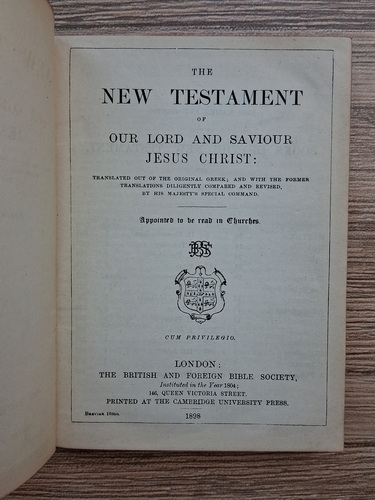 THE
NEW TESTAMENT
OF
OUR LORD AND SAVIOUR
JESUS CHRIST:
TRANSLATED OUT OF THE ORIGINAL GREEK; AND WITH THE FORMER
TRANSLATIONS DILIGENTLY COMPARED AND REVISED,
BY HIS MAJESTY'S SPECIAL COMMAND.
Appointed to be read in Churches.
CUM PRIVILEGIO.
LONDON:
THE BRITISH AND FOREIGN BIBLE SOCIETY,
Instituted in the Year 1804;
146, QUEEN VICTORIA STREET.
PRINTED AT THE CAMBRIDGE UNIVERSITY PRESS.
1898